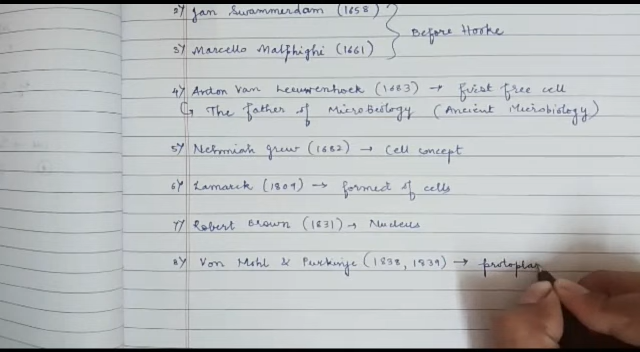 2) Jan Swammerdam (1658)
Before Hooke
3) Marcello Malphighi (1661)
4) Anton Van Leeuwenhoek (1683) → first free cell
↳ The father of MicroBiology (Ancient Microbiology)
5) Nehmiah grew (1682) → Cell concept
6) Lamarck (1809) → formed of cells
7) Robert Brown (1831) → Nucleus
8) Von Mohl & Purkinje (1838, 1839) → protoplas